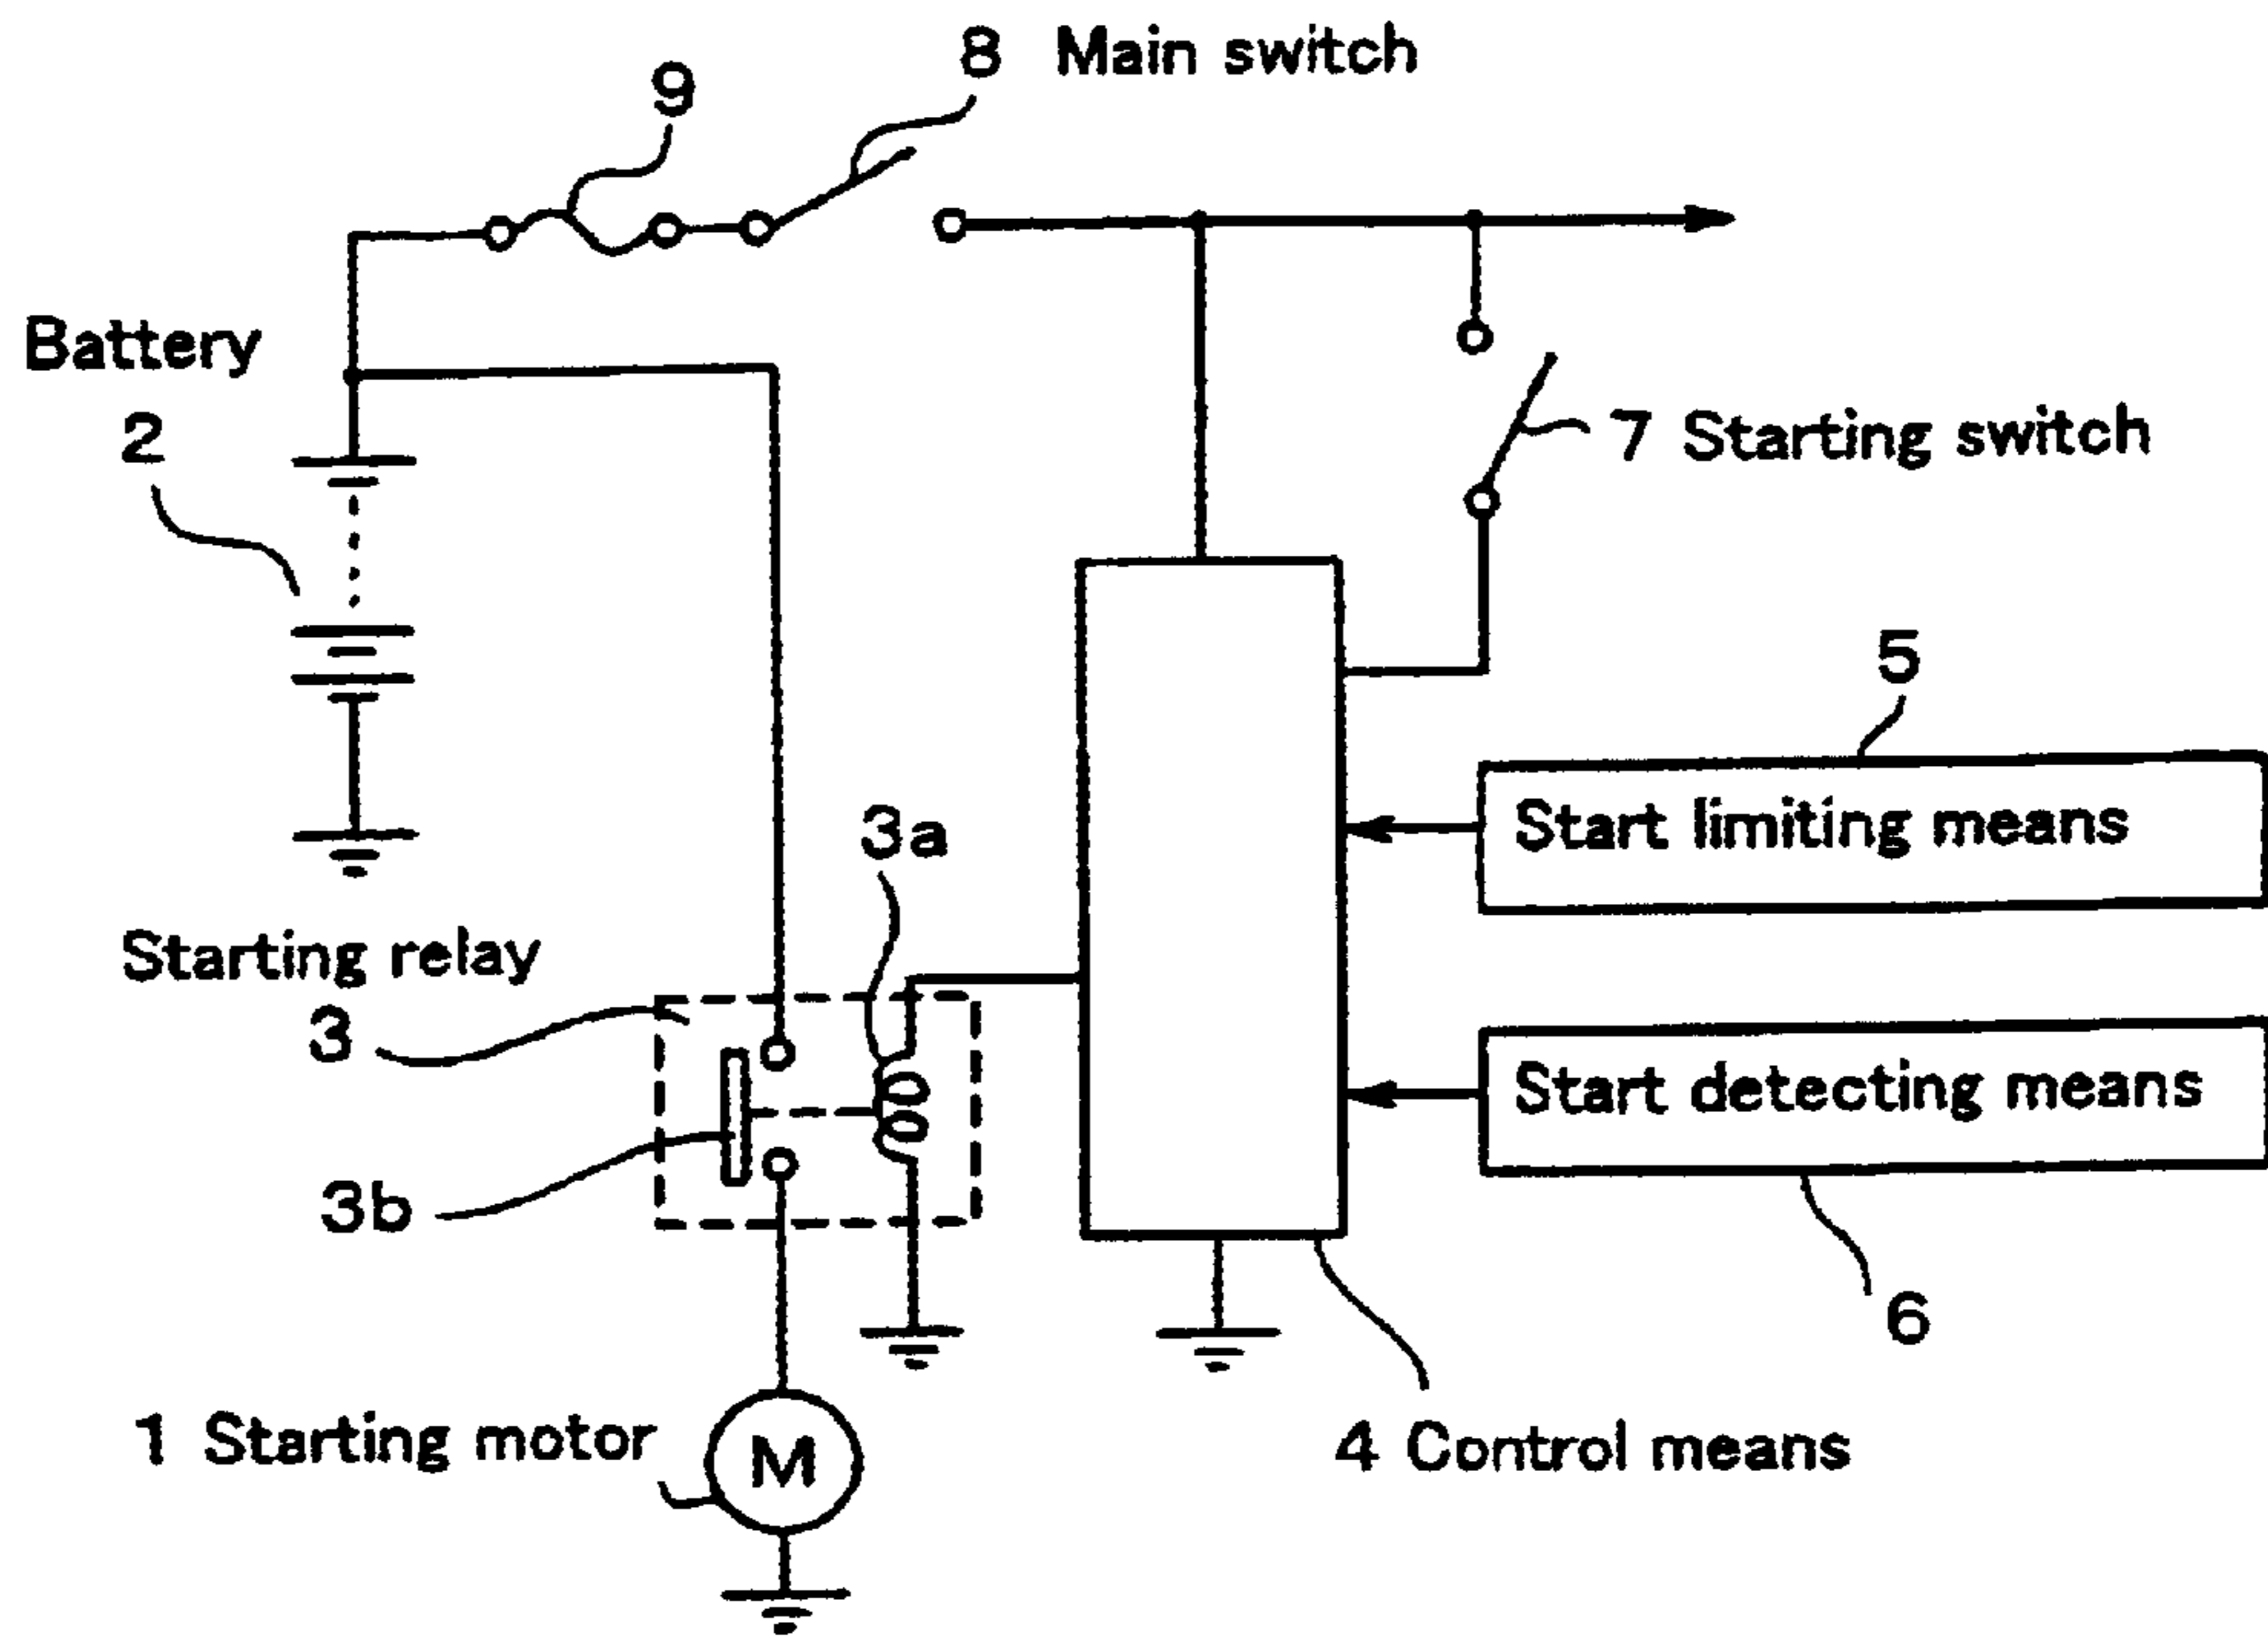 8 Main switch
9
Battery
2
7 Starting switch
5
Start limiting means
3a
Starting relay
3
Start detecting means
3b
6
1 Starting motor
M
4 Control means